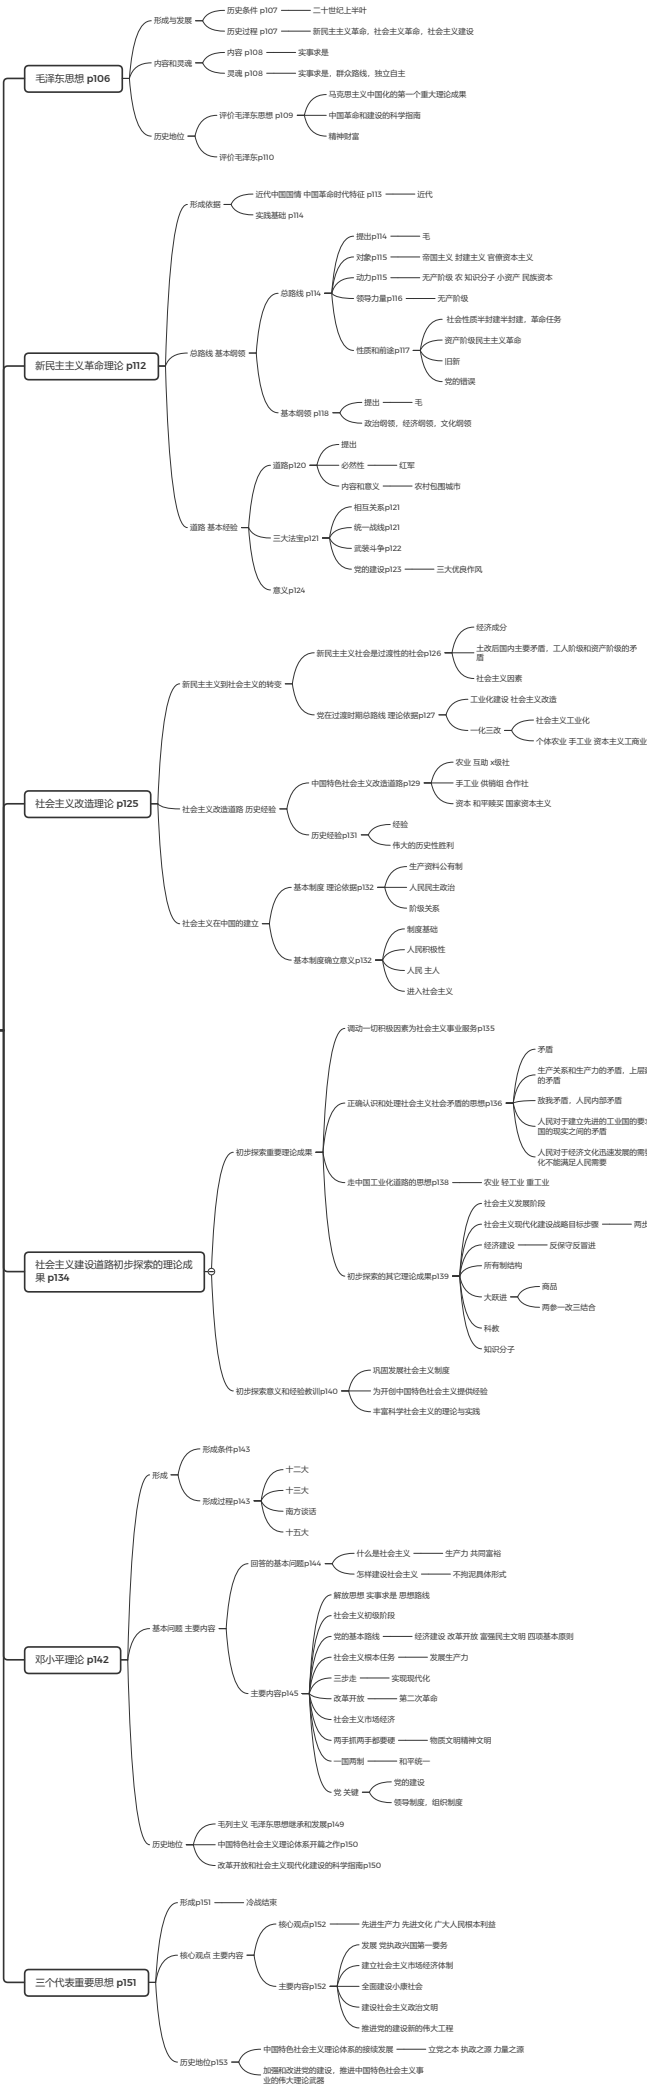 毛泽东思想 p106
形成与发展
历史条件 p107
二十世纪上半叶
历史过程 p107
新民主主义革命，社会主义革命，社会主义建设
内容和灵魂
内容 p108
实事求是
灵魂 p108
实事求是，群众路线，独立自主
历史地位
评价毛泽东思想 p109
马克思主义中国化的第一个重大理论成果
中国革命和建设的科学指南
精神财富
评价毛泽东p110
新民主主义革命理论 p112
形成依据
近代中国国情 中国革命时代特征 p113
近代
实践基础 p114
总路线 基本纲领
总路线 p114
提出p114
毛
对象p115
帝国主义 封建主义 官僚资本主义
动力p115
无产阶级 农 知识分子 小资产 民族资本
领导力量p116
无产阶级
性质和前途p117
社会性质半封建半封建，革命任务
资产阶级民主主义革命
旧新
党的错误
基本纲领 p118
提出
毛
政治纲领，经济纲领，文化纲领
道路 基本经验
道路p120
提出
必然性
红军
内容和意义
农村包围城市
三大法宝p121
相互关系p121
统一战线p121
武装斗争p122
党的建设p123
三大优良作风
意义p124
社会主义改造理论 p125
新民主主义到社会主义的转变
新民主主义社会是过渡性的社会p126
经济成分
土改后国内主要矛盾，工人阶级和资产阶级的矛
盾
社会主义因素
党在过渡时期总路线 理论依据p127
工业化建设 社会主义改造
一化三改
社会主义工业化
个体农业 手工业 资本主义工商业
社会主义改造道路 历史经验
中国特色社会主义改造道路p129
农业 互助 x级社
手工业 供销组 合作社
资本 和平赎买 国家资本主义
历史经验p131
经验
伟大的历史性胜利
社会主义在中国的建立
基本制度 理论依据p132
生产资料公有制
人民民主政治
阶级关系
基本制度确立意义p132
制度基础
人民积极性
人民 主人
进入社会主义
社会主义建设道路初步探索的理论成
果 p134
初步探索重要理论成果
调动一切积极因素为社会主义事业服务p135
正确认识和处理社会主义社会矛盾的思想p136
矛盾
生产关系和生产力的矛盾，上层
的矛盾
敌我矛盾，人民内部矛盾
人民对于建立先进的工业国的要
国的现实之间的矛盾
人民对于经济文化迅速发展的需
化不能满足人民需要
走中国工业化道路的思想p138
农业 轻工业 重工业
初步探索的其它理论成果p139
社会主义发展阶段
社会主义现代化建设战略目标步骤
两步
经济建设
反保守反冒进
所有制结构
大跃进
商品
两参一改三结合
科教
知识分子
初步探索意义和经验教训p140
巩固发展社会主义制度
为开创中国特色社会主义提供经验
丰富科学社会主义的理论与实践
邓小平理论 p142
形成
形成条件p143
形成过程p143
十二大
十三大
南方谈话
十五大
基本问题 主要内容
回答的基本问题p144
什么是社会主义
生产力 共同富裕
怎样建设社会主义
不拘泥具体形式
主要内容p145
解放思想 实事求是 思想路线
社会主义初级阶段
党的基本路线
经济建设 改革开放 富强民主文明 四项基本原则
社会主义根本任务
发展生产力
三步走
实现现代化
改革开放
第二次革命
社会主义市场经济
两手抓两手都要硬
物质文明精神文明
一国两制
和平统一
党 关键
党的建设
领导制度，组织制度
历史地位
毛列主义 毛泽东思想继承和发展p149
中国特色社会主义理论体系开篇之作p150
改革开放和社会主义现代化建设的科学指南p150
三个代表重要思想 p151
形成p151
冷战结束
核心观点 主要内容
核心观点p152
先进生产力 先进文化 广大人民根本利益
主要内容p152
发展 党执政兴国第一要务
建立社会主义市场经济体制
全面建设小康社会
建设社会主义政治文明
推进党的建设新的伟大工程
历史地位p153
中国特色社会主义理论体系的接续发展
立党之本 执政之源 力量之源
加强和改进党的建设，推进中国特色社会主义事
业的伟大理论武器